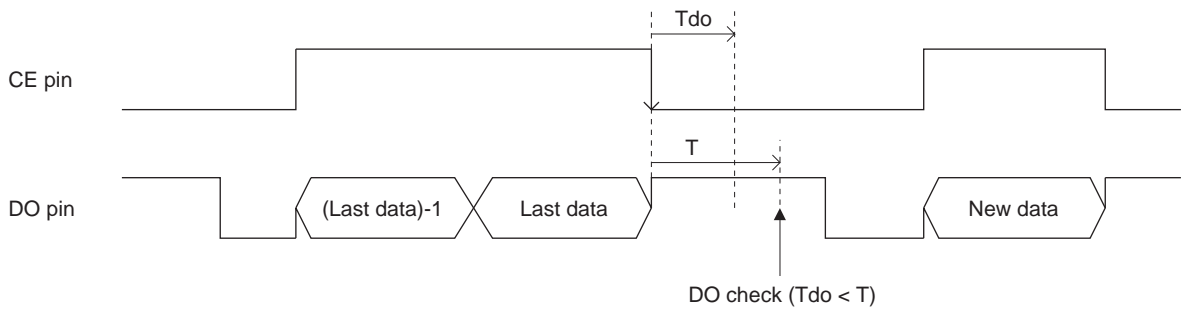 Tdo
CE pin
T
DO pin
(Last data)-1
Last data
New data
DO check (Tdo < T)